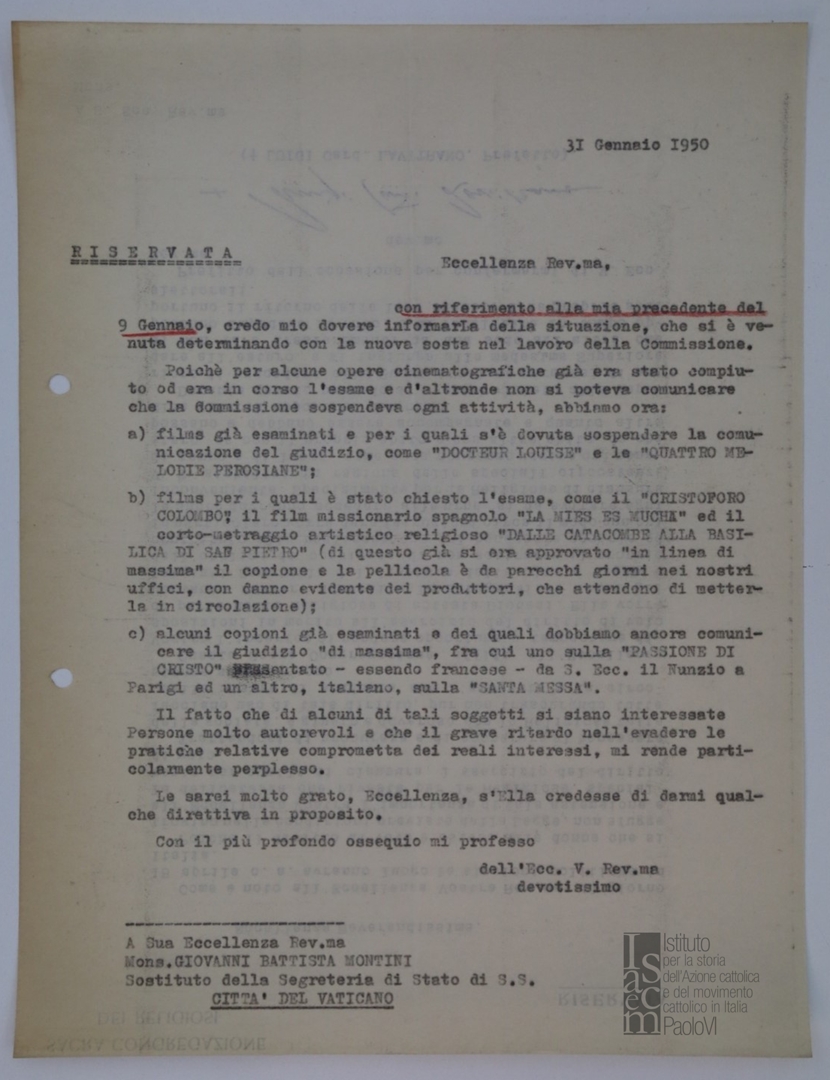 31 Gennaio 1950
RISERVATA
Eccellenza Rev.ma,
con riferimento alla mia precedente del
9 Gennaio, credo mio dovere informarLa della situazione, che si è ve-
nuta determinando con la nuova sosta nel lavoro della Commissione.
Poichè per alcune opere cinematografiche già era stato compiu-
to od era in corso l'esame e d'altronde non si poteva comunicare
che la Commissione sospendeva ogni attività, abbiamo ora:
a) films già esaminati e per i quali s'è dovuta sospendere la comu-
nicazione del giudizio, come "DOCTEUR LOUISE" e le "QUATTRO ME-
LODIE PEROSIANE";
b) films per i quali è stato chiesto l'esame, come il "CRISTOFORO
COLOMBO", il film missionario spagnolo "LA MIES ES MUCHA" ed il
corto-metraggio artistico religioso "DALLE CATACOMBE ALLA BASI-
LICA DI SAN PIETRO" (di questo già si era approvato "in linea di
massima" il copione e la pellicola è da parecchi giorni nei nostri
uffici, con danno evidente dei produttori, che attendono di metter-
la in circolazione);
c) alcuni copioni già esaminati e dei quali dobbiamo ancora comuni-
care il giudizio "di massima", fra cui uno sulla "PASSIONE DI
CRISTO" presentato - essendo francese - da S. Ecc. il Nunzio a
Parigi ed un altro, italiano, sulla "SANTA MESSA".
Il fatto che di alcuni di tali soggetti si siano interessate
Persone molto autorevoli e che il grave ritardo nell'evadere le
pratiche relative comprometta dei reali interessi, mi rende parti-
colarmente perplesso.
Le sarei molto grato, Eccellenza, s'Ella credesse di darmi qual-
che direttiva in proposito.
Con il più profondo ossequio mi professo
dell'Ecc. V. Rev.ma
devotissimo
A Sua Eccellenza Rev.ma
Mons.GIOVANNI BATTISTA MONTINI
Sostituto della Segreteria di Stato di S.S.
CITTA' DEL VATICANO
Isacem
Istituto
per la storia
dell'Azione cattolica
e del movimento
cattolico in Italia
PaoloVI